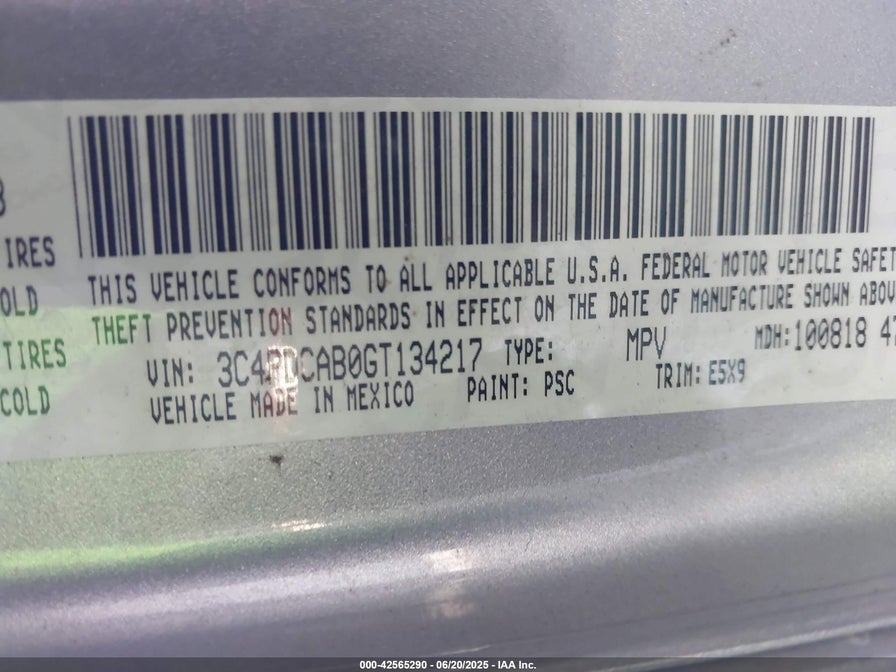 IRES
THIS VEHICLE CONFORMS TO ALL APPLICABLE U.S.A. FEDERAL MOTOR VEHICLE SAFET
OLD
THEFT PREVENTION STANDARDS IN EFFECT ON THE DATE OF MANUFACTURE SHOWN ABOV
TIRES
VIN: 3C4PDCAB0GT134217 TYPE: MPV MDH:100818 47
COLD
VEHICLE MADE IN MEXICO PAINT: PSC TRIM: E5X9
000-42565290 - 06/20/2025 - IAA Inc.